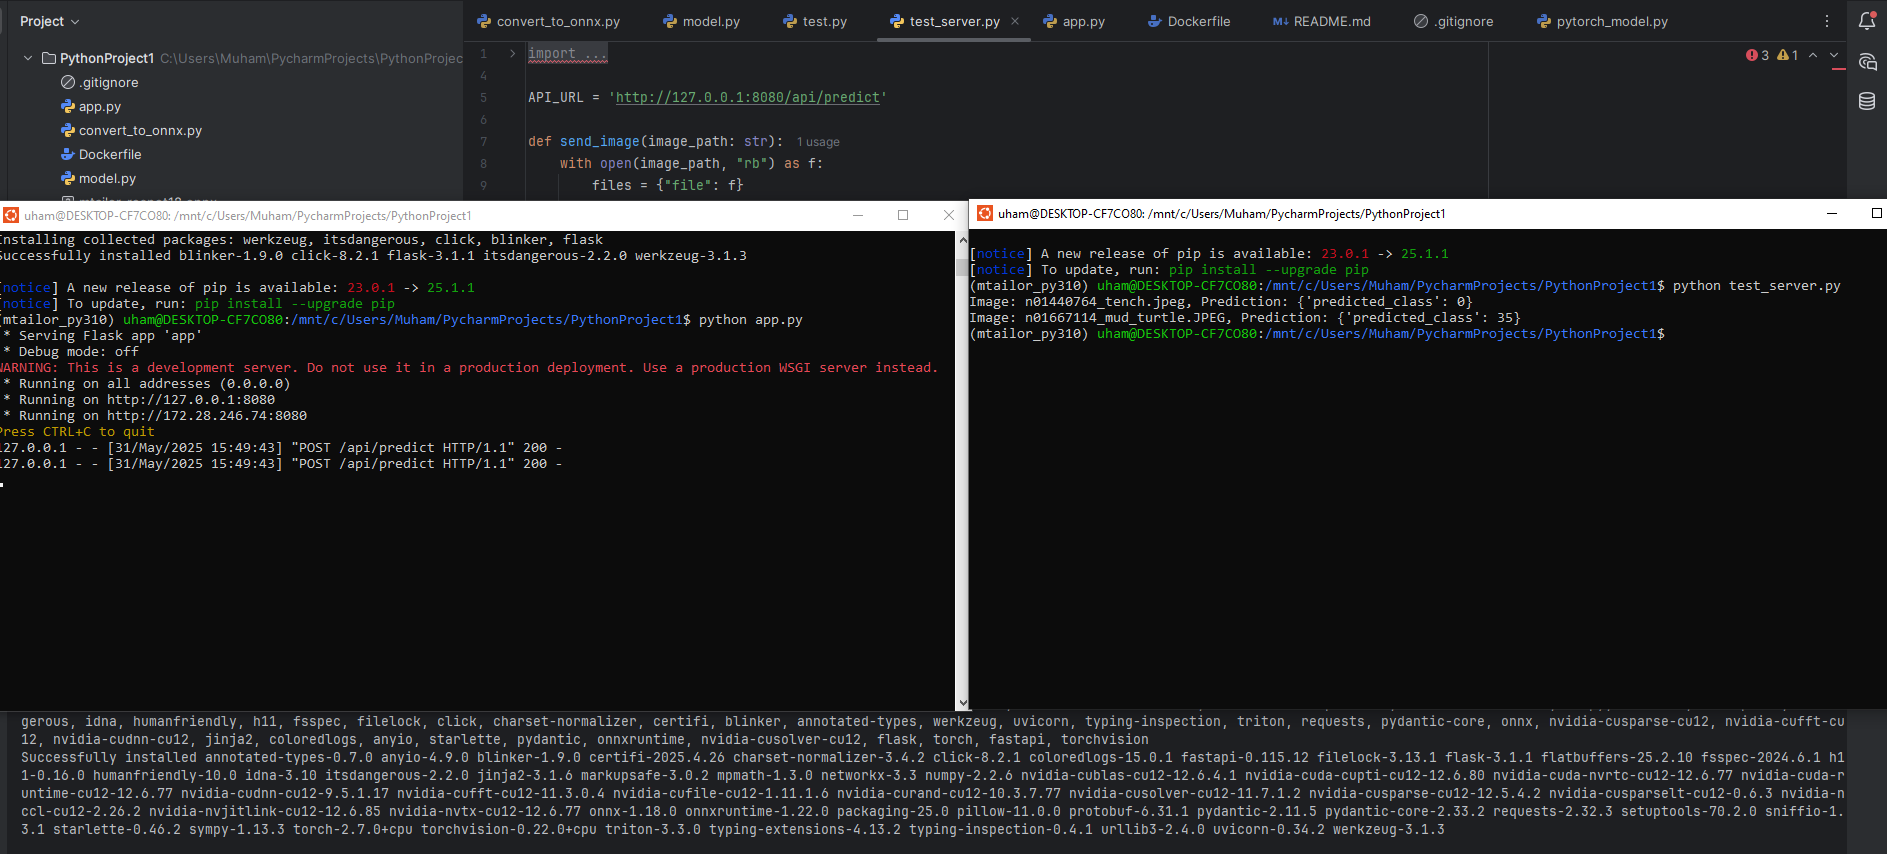 Project
convert_to_onnx.py model.py test.py test_server.py app.py Dockerfile README.md .gitignore pytorch_model.py
PythonProject1 C:\Users\Muham\PycharmProjects\PythonProjec
.gitignore
app.py
convert_to_onnx.py
Dockerfile
model.py
1 import ...
3 1
4
5 API_URL = 'http://127.0.0.1:8080/api/predict'
6
7 def send_image(image_path: str): 1 usage
8 with open(image_path, "rb") as f:
9 files = {"file": f}
uham@DESKTOP-CF7CO80: /mnt/c/Users/Muham/PycharmProjects/PythonProject1
Installing collected packages: werkzeug, itsdangerous, click, blinker, flask
Successfully installed blinker-1.9.0 click-8.2.1 flask-3.1.1 itsdangerous-2.2.0 werkzeug-3.1.3
[notice] A new release of pip is available: 23.0.1 -> 25.1.1
[notice] To update, run: pip install --upgrade pip
(mtailor_py310) uham@DESKTOP-CF7CO80:/mnt/c/Users/Muham/PycharmProjects/PythonProject1$ python app.py
* Serving Flask app 'app'
* Debug mode: off
WARNING: This is a development server. Do not use it in a production deployment. Use a production WSGI server instead.
* Running on all addresses (0.0.0.0)
* Running on http://127.0.0.1:8080
* Running on http://172.28.246.74:8080
Press CTRL+C to quit
127.0.0.1 - - [31/May/2025 15:49:43] "POST /api/predict HTTP/1.1" 200 -
127.0.0.1 - - [31/May/2025 15:49:43] "POST /api/predict HTTP/1.1" 200 -
uham@DESKTOP-CF7CO80: /mnt/c/Users/Muham/PycharmProjects/PythonProject1
[notice] A new release of pip is available: 23.0.1 -> 25.1.1
[notice] To update, run: pip install --upgrade pip
(mtailor_py310) uham@DESKTOP-CF7CO80:/mnt/c/Users/Muham/PycharmProjects/PythonProject1$ python test_server.py
Image: n01440764_tench.jpeg, Prediction: {'predicted_class': 0}
Image: n01667114_mud_turtle.JPEG, Prediction: {'predicted_class': 35}
(mtailor_py310) uham@DESKTOP-CF7CO80:/mnt/c/Users/Muham/PycharmProjects/PythonProject1$
gerous, idna, humanfriendly, h11, fsspec, filelock, click, charset-normalizer, certifi, blinker, annotated-types, werkzeug, uvicorn, typing-inspection, triton, requests, pydantic-core, onnx, nvidia-cusparse-cu12, nvidia-cufft-cu
12, nvidia-cudnn-cu12, jinja2, coloredlogs, anyio, starlette, pydantic, onnxruntime, nvidia-cusolver-cu12, flask, torch, fastapi, torchvision
Successfully installed annotated-types-0.7.0 anyio-4.9.0 blinker-1.9.0 certifi-2025.4.26 charset-normalizer-3.4.2 click-8.2.1 coloredlogs-15.0.1 fastapi-0.115.12 filelock-3.13.1 flask-3.1.1 flatbuffers-25.2.10 fsspec-2024.6.1 h1
1-0.16.0 humanfriendly-10.0 idna-3.10 itsdangerous-2.2.0 jinja2-3.1.6 markupsafe-3.0.2 mpmath-1.3.0 networkx-3.3 numpy-2.2.6 nvidia-cublas-cu12-12.6.4.1 nvidia-cuda-cupti-cu12-12.6.80 nvidia-cuda-nvrtc-cu12-12.6.77 nvidia-cuda-r
untime-cu12-12.6.77 nvidia-cudnn-cu12-9.5.1.17 nvidia-cufft-cu12-11.3.0.4 nvidia-cufile-cu12-1.11.1.6 nvidia-curand-cu12-10.3.7.77 nvidia-cusolver-cu12-11.7.1.2 nvidia-cusparse-cu12-12.5.4.2 nvidia-cusparselt-cu12-0.6.3 nvidia-n
ccl-cu12-2.26.2 nvidia-nvjitlink-cu12-12.6.85 nvidia-nvtx-cu12-12.6.77 onnx-1.18.0 onnxruntime-1.22.0 packaging-25.0 pillow-11.0.0 protobuf-6.31.1 pydantic-2.11.5 pydantic-core-2.33.2 requests-2.32.3 setuptools-70.2.0 sniffio-1.
3.1 starlette-0.46.2 sympy-1.13.3 torch-2.7.0+cpu torchvision-0.22.0+cpu triton-3.3.0 typing-extensions-4.13.2 typing-inspection-0.4.1 urllib3-2.4.0 uvicorn-0.34.2 werkzeug-3.1.3